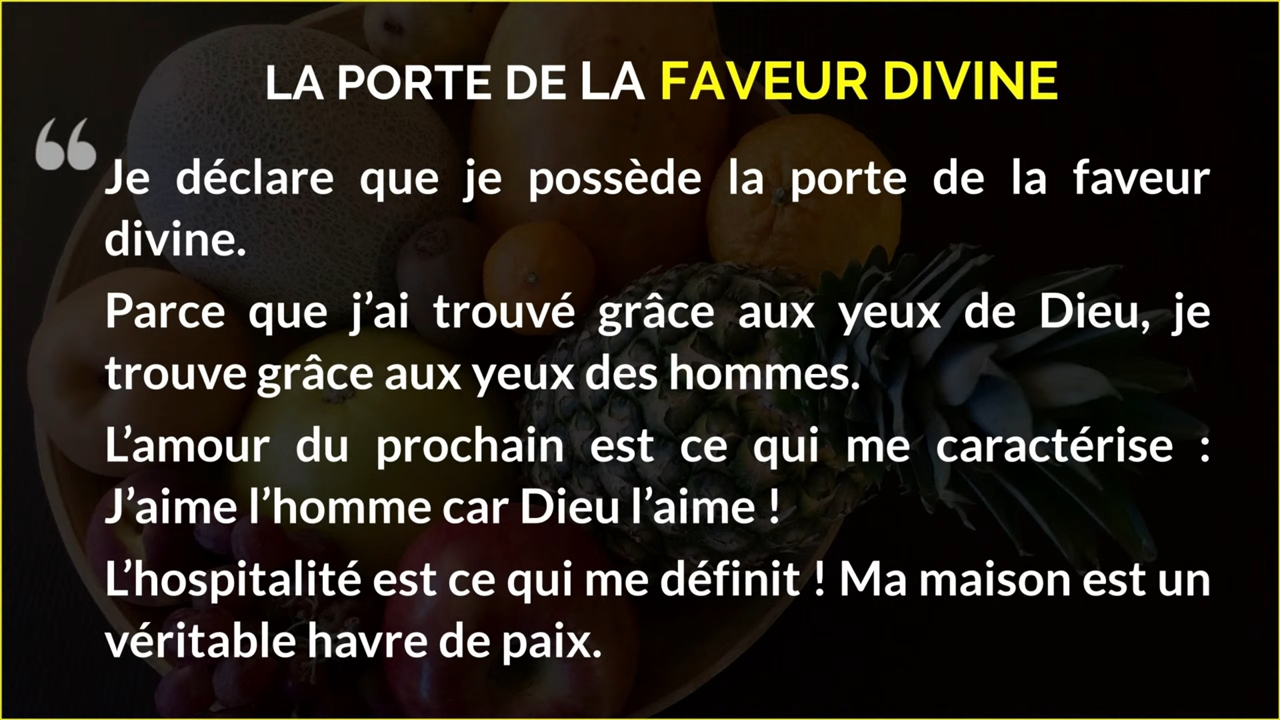 LA PORTE DE LA FAVEUR DIVINE
“
Je déclare que je possède la porte de la faveur
divine.
Parce que j’ai trouvé grâce aux yeux de Dieu, je
trouve grâce aux yeux des hommes.
L’amour du prochain est ce qui me caractérise :
J’aime l’homme car Dieu l’aime !
L’hospitalité est ce qui me définit ! Ma maison est un
véritable havre de paix.